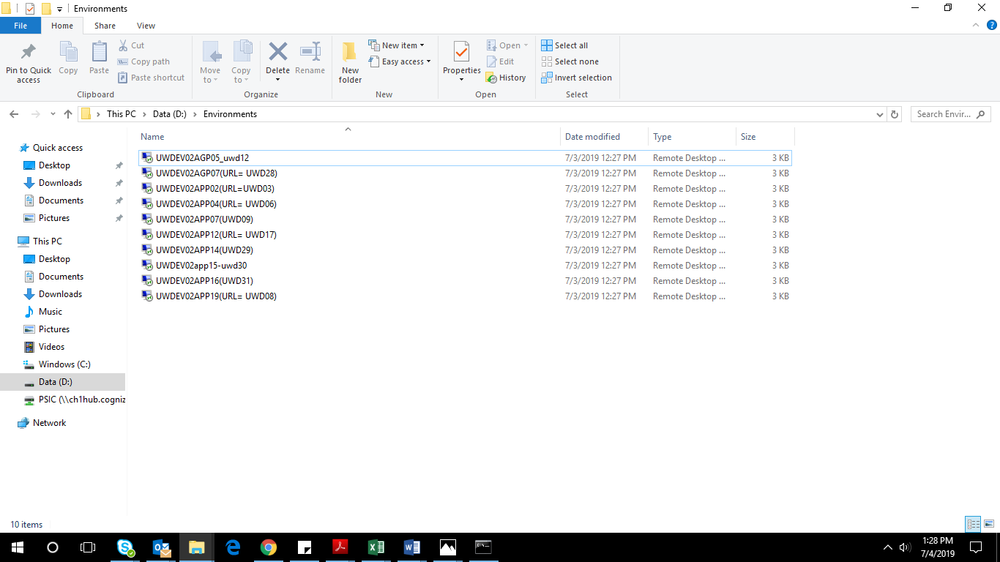 Environments
File Home Share View
Pin to Quick access
Copy
Paste
Cut
Copy path
Paste shortcut
Clipboard
Move to
Copy to
Delete
Rename
Organize
New folder
New item
Easy access
New
Properties
Open
Edit
History
Open
Select all
Select none
Invert selection
Select
This PC > Data (D:) > Environments
Search Envir...
Quick access
Desktop
Downloads
Documents
Pictures
This PC
Desktop
Documents
Downloads
Music
Pictures
Videos
Windows (C:)
Data (D:)
PSIC (\\ch1hub.cogniz
Network
Name Date modified Type Size
UWDEV02AGP05_uwd12 7/3/2019 12:27 PM Remote Desktop ... 3 KB
UWDEV02AGP07(URL= UWD28) 7/3/2019 12:27 PM Remote Desktop ... 3 KB
UWDEV02APP02(URL=UWD03) 7/3/2019 12:27 PM Remote Desktop ... 3 KB
UWDEV02APP04(URL= UWD06) 7/3/2019 12:27 PM Remote Desktop ... 3 KB
UWDEV02APP07(UWD09) 7/3/2019 12:27 PM Remote Desktop ... 3 KB
UWDEV02APP12(URL= UWD17) 7/3/2019 12:27 PM Remote Desktop ... 3 KB
UWDEV02APP14(UWD29) 7/3/2019 12:27 PM Remote Desktop ... 3 KB
UWDEV02app15-uwd30 7/3/2019 12:27 PM Remote Desktop ... 3 KB
UWDEV02APP16(UWD31) 7/3/2019 12:27 PM Remote Desktop ... 3 KB
UWDEV02APP19(URL= UWD08) 7/3/2019 12:27 PM Remote Desktop ... 3 KB
10 items
1:28 PM
7/4/2019